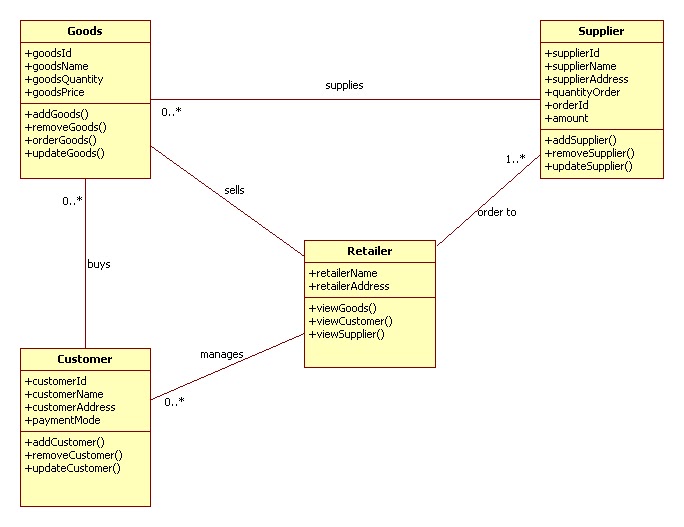 Goods
+goodsId
+goodsName
+goodsQuantity
+goodsPrice
+addGoods()
+removeGoods()
+orderGoods()
+updateGoods()
Supplier
+supplierId
+supplierName
+supplierAddress
+quantityOrder
+orderId
+amount
+addSupplier()
+removeSupplier()
+updateSupplier()
supplies
0..*
1..*
sells
order to
0..*
buys
Retailer
+retailerName
+retailerAddress
+viewGoods()
+viewCustomer()
+viewSupplier()
manages
0..*
Customer
+customerId
+customerName
+customerAddress
+paymentMode
+addCustomer()
+removeCustomer()
+updateCustomer()